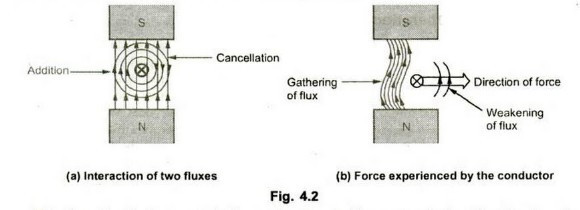 S
Addition
Cancellation
N
(a) Interaction of two fluxes
S
Gathering
of flux
Direction of force
Weakening
of flux
N
(b) Force experienced by the conductor
Fig. 4.2